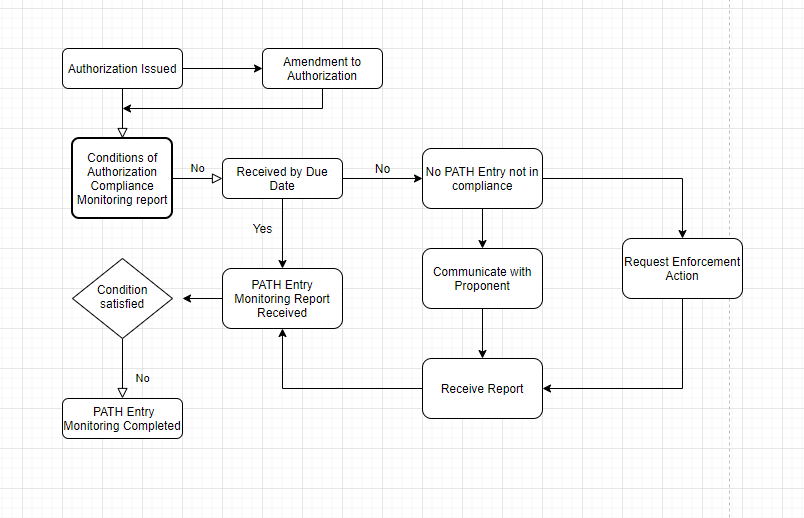 Authorization Issued
Amendment to
Authorization
Conditions of
Authorization
Compliance
Monitoring report
No
Received by Due
Date
No
No PATH Entry not in
compliance
Yes
Request Enforcement
Action
Communicate with
Proponent
PATH Entry
Monitoring Report
Received
Condition
satisfied
No
Receive Report
PATH Entry
Monitoring Completed